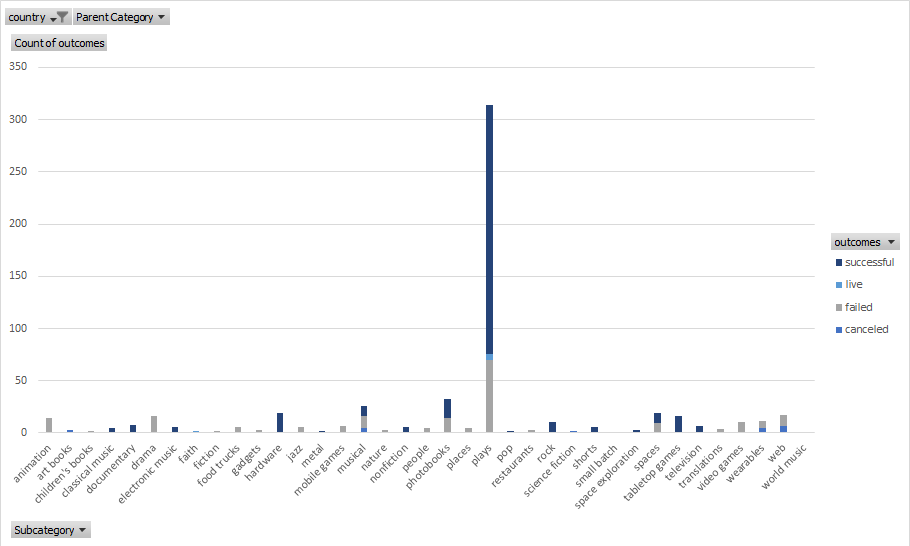 country
Parent Category
Count of outcomes
350
300
250
200
150
100
50
0
animation
art books
children's books
classical music
documentary
drama
electronic music
faith
fiction
food trucks
gadgets
hardware
jazz
metal
mobile games
musical
nature
nonfiction
people
photobooks
places
plays
pop
restaurants
rock
science fiction
shorts
small batch
space exploration
spaces
tabletop games
television
translations
video games
wearables
web
world music
outcomes
successful
live
failed
canceled
Subcategory